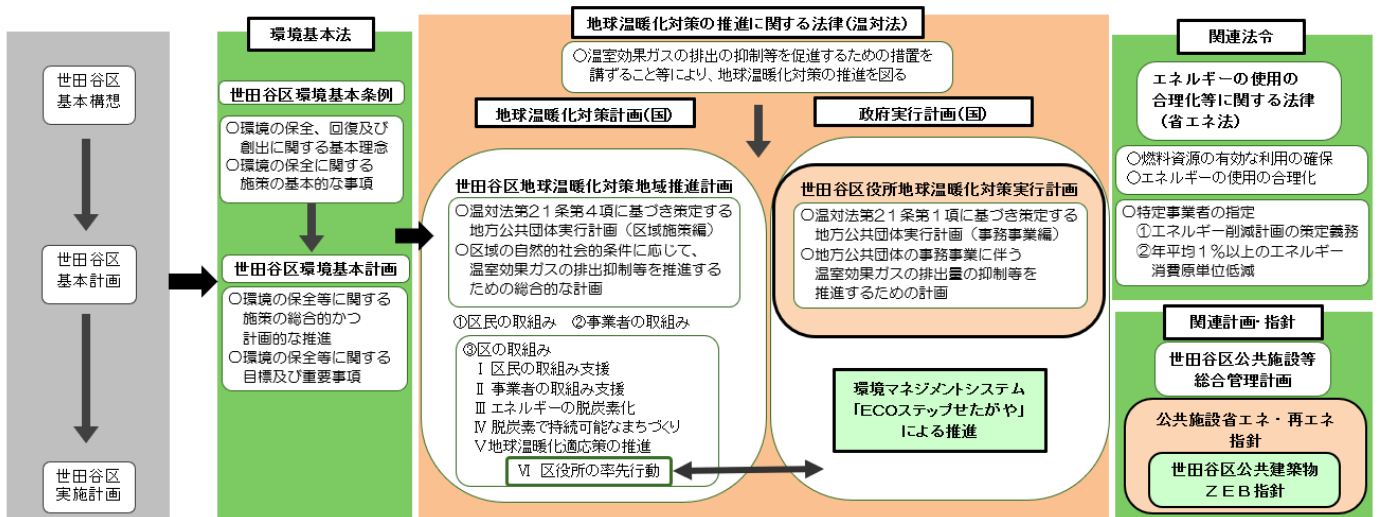 世田谷区
基本構想
世田谷区
基本計画
世田谷区
実施計画
環境基本法
世田谷区環境基本条例
○環境の保全、回復及び
創出に関する基本理念
○環境の保全に関する
施策の基本的な事項
世田谷区環境基本計画
○環境の保全等に関する
施策の総合的かつ
計画的な推進
○環境の保全等に関する
目標及び重要事項
地球温暖化対策の推進に関する法律(温対法)
○温室効果ガスの排出の抑制等を促進するための措置を
講ずること等により、地球温暖化対策の推進を図る
地球温暖化対策計画(国)
世田谷区地球温暖化対策地域推進計画
○温対法第21条第4項に基づき策定する
地方公共団体実行計画（区域施策編）
○区域の自然的社会的条件に応じて、
温室効果ガスの排出抑制等を推進する
ための総合的な計画
①区民の取組み ②事業者の取組み
③区の取組み
Ⅰ 区民の取組み支援
Ⅱ 事業者の取組み支援
Ⅲ エネルギーの脱炭素化
Ⅳ 脱炭素で持続可能なまちづくり
Ⅴ地球温暖化適応策の推進
Ⅵ 区役所の率先行動
政府実行計画(国)
世田谷区役所地球温暖化対策実行計画
○温対法第21条第1項に基づき策定する
地方公共団体実行計画（事務事業編）
○地方公共団体の事務事業に伴う
温室効果ガスの排出量の抑制等を
推進するための計画
環境マネジメントシステム
「ECOステップせたがや」
による推進
関連法令
エネルギーの使用の
合理化等に関する法律
（省エネ法）
○燃料資源の有効な利用の確保
○エネルギーの使用の合理化
○特定事業者の指定
①エネルギー削減計画の策定義務
②年平均1％以上のエネルギー
消費原単位低減
関連計画・指針
世田谷区公共施設等
総合管理計画
公共施設省エネ・再エネ
指針
世田谷区公共建築物
ＺＥＢ指針